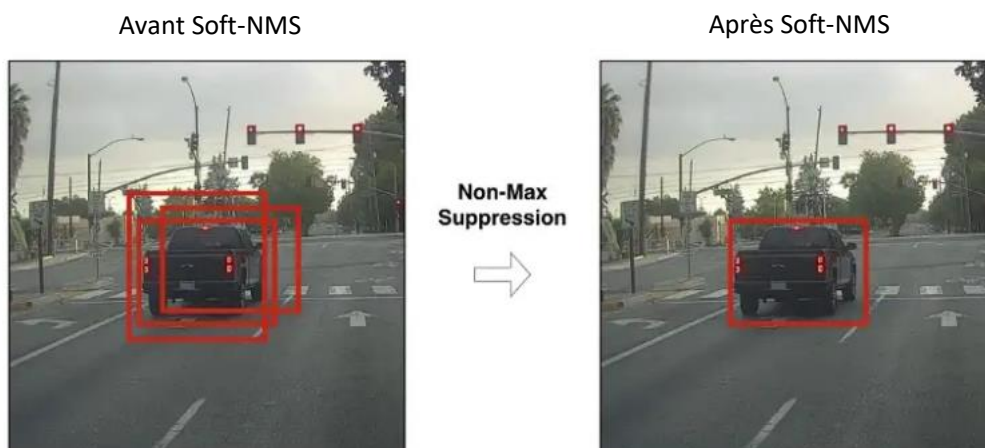 Avant Soft-NMS
Après Soft-NMS
Non-Max
Suppression